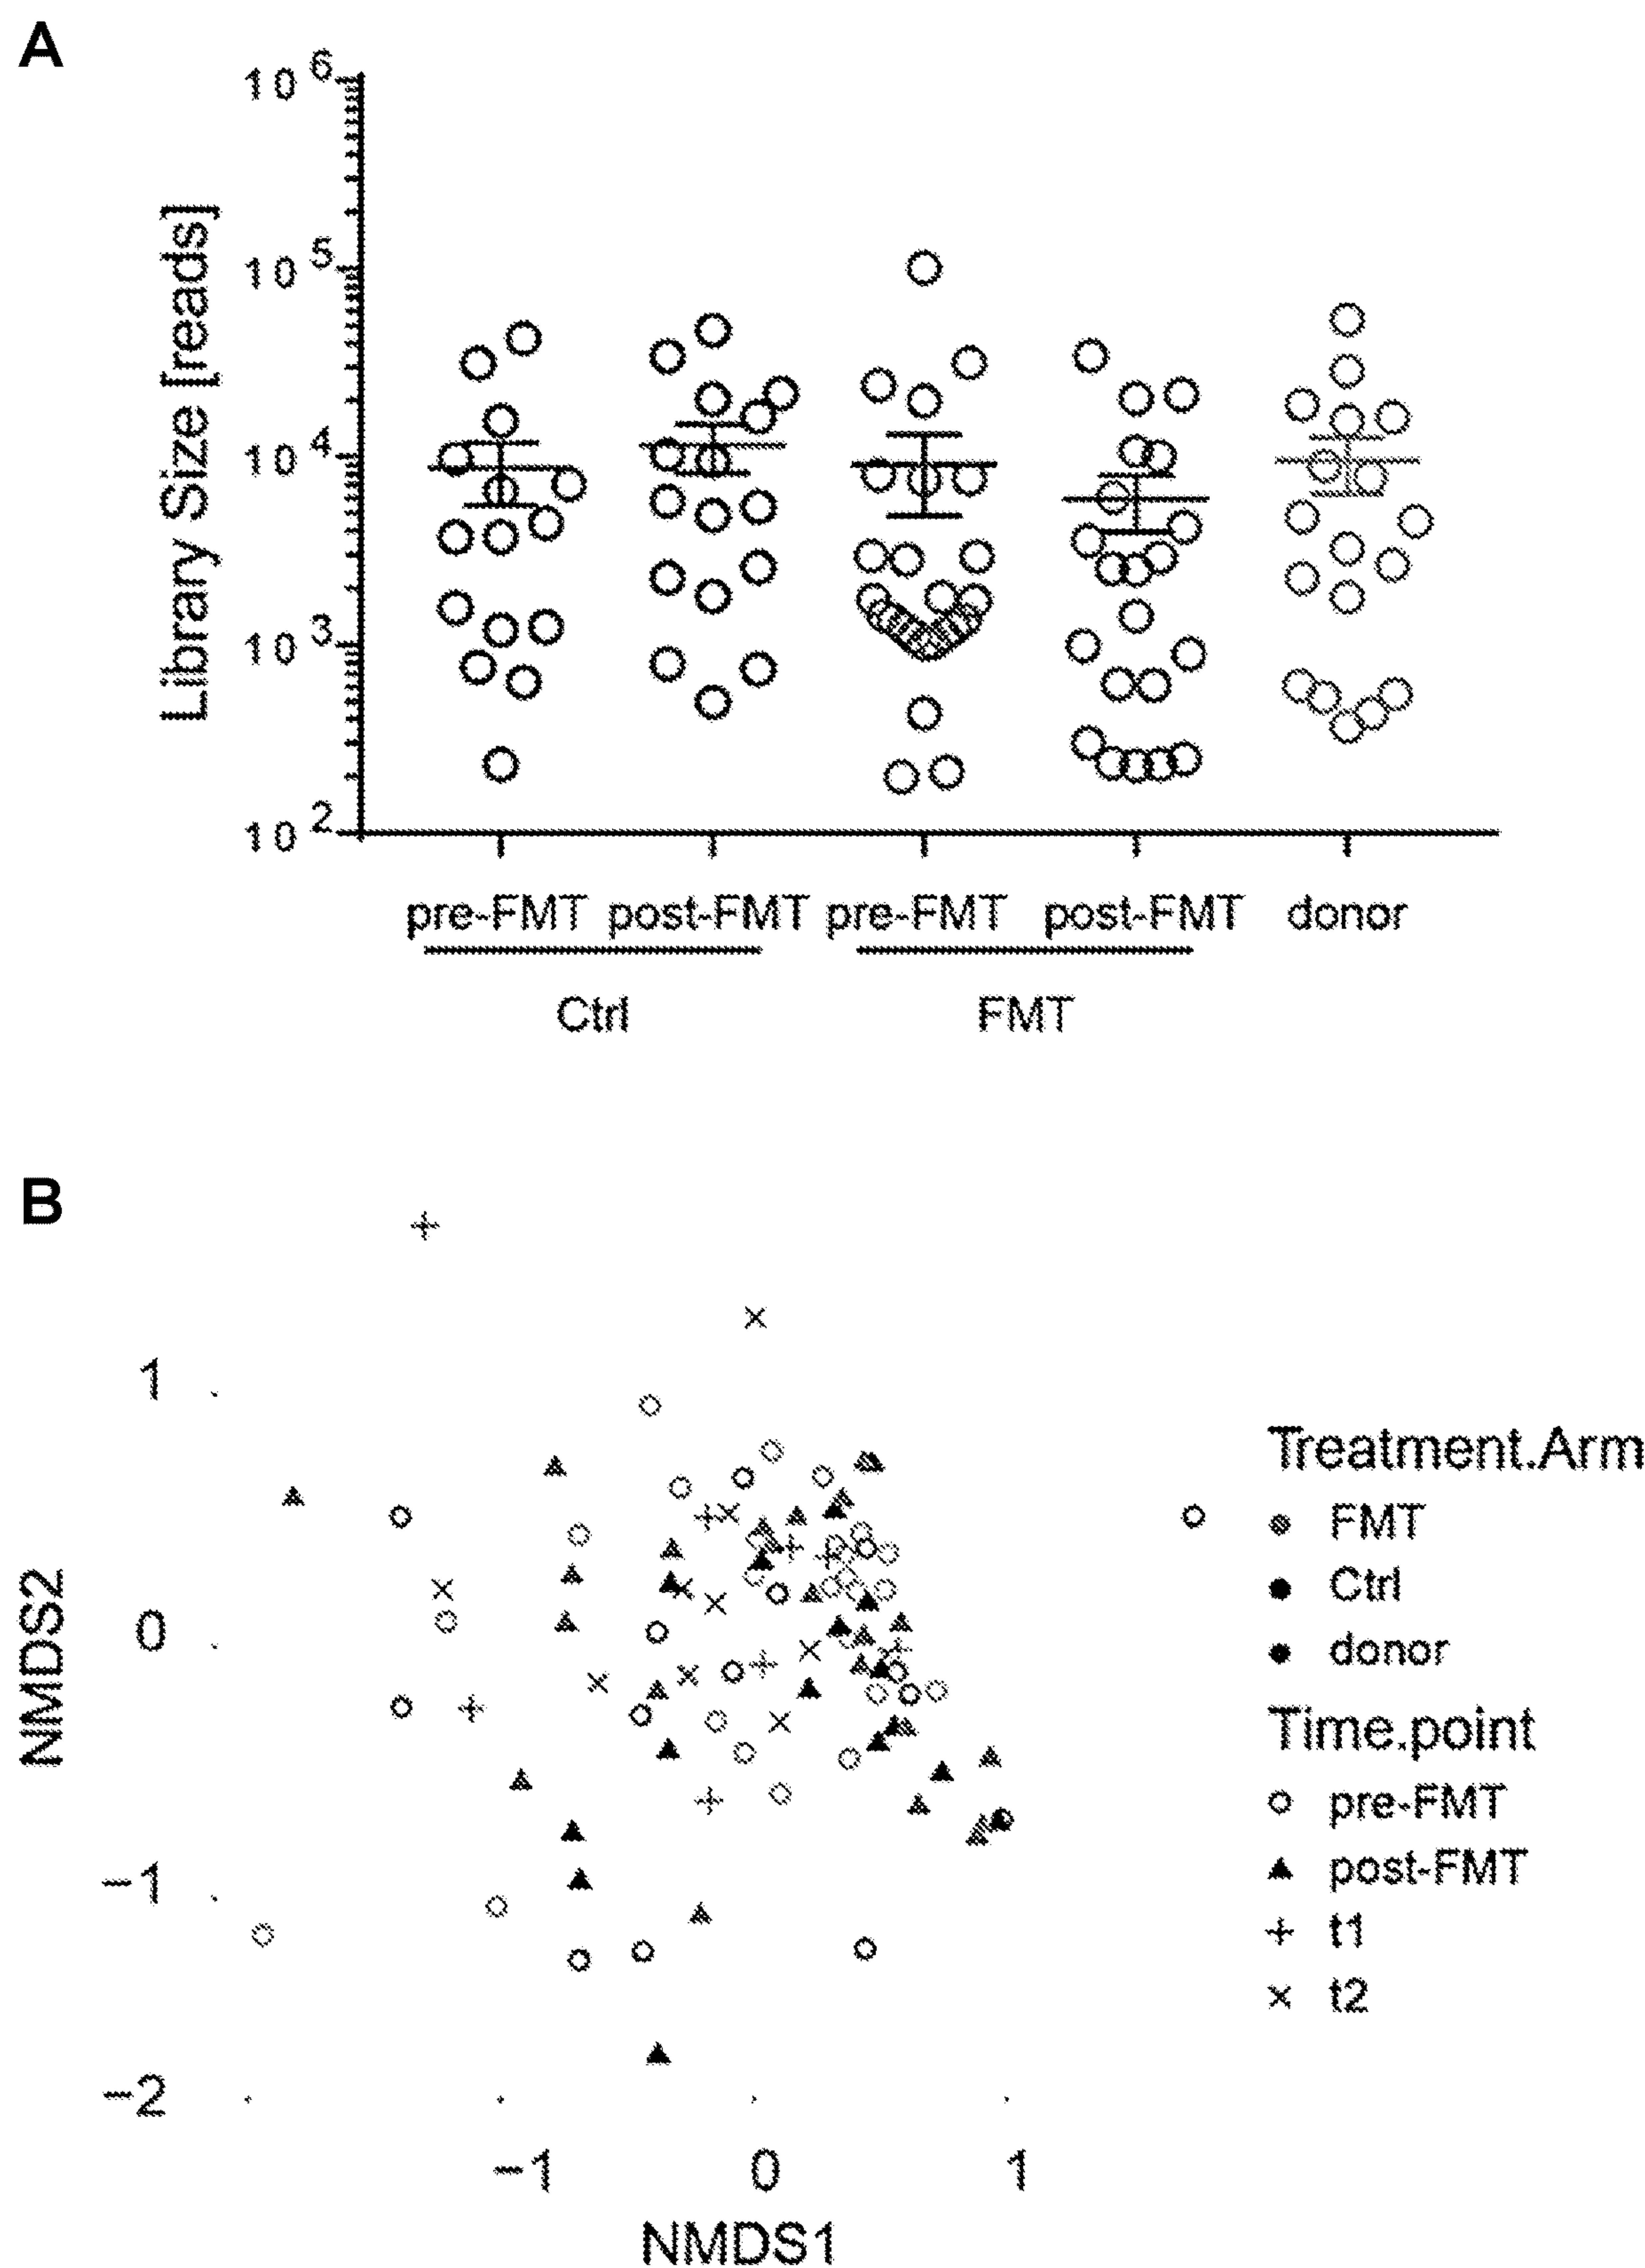 A
10^6
10^5
10^4
10^3
10^2
Library Size [reads]
pre-FMT post-FMT pre-FMT post-FMT donor
Ctrl FMT
B
1
0
−1
−2
NMDS2
−1 0 1
NMDS1
Treatment.Arm
FMT
Ctrl
donor
Time.point
pre-FMT
post-FMT
t1
t2